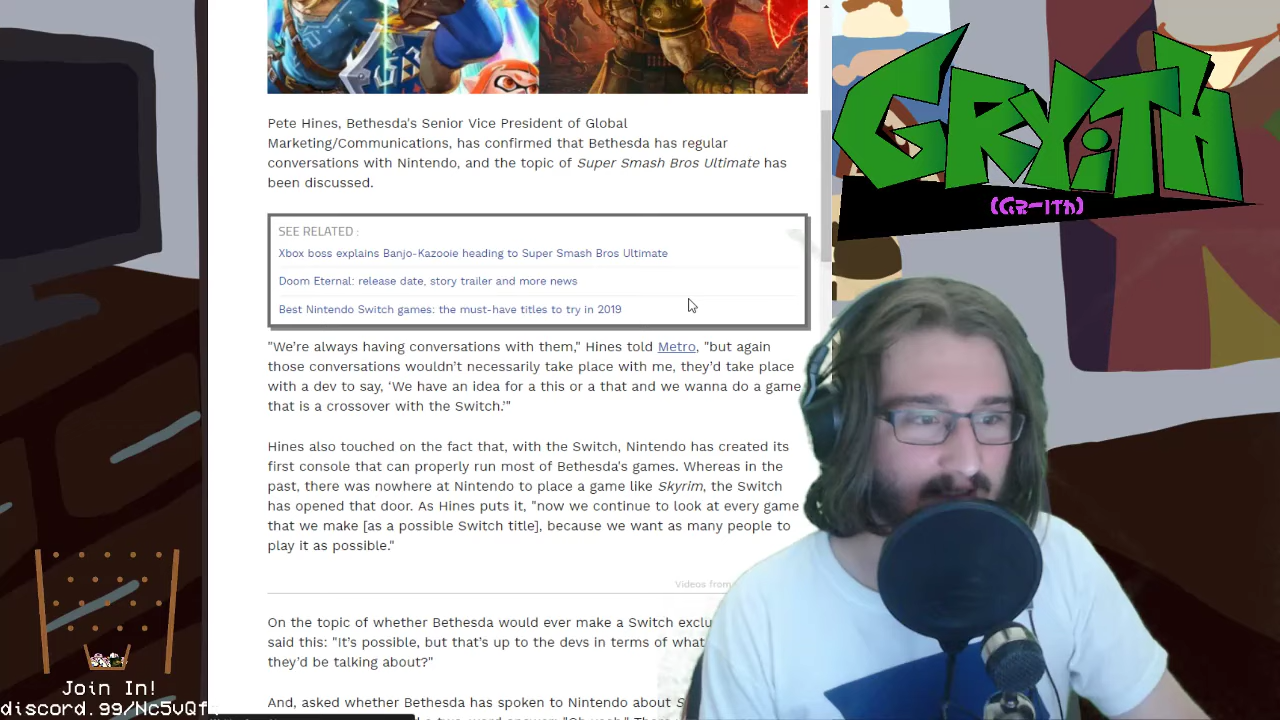 GRYITH
(GR-ITH)
Pete Hines, Bethesda's Senior Vice President of Global
Marketing/Communications, has confirmed that Bethesda has regular
conversations with Nintendo, and the topic of Super Smash Bros Ultimate has
been discussed.
SEE RELATED :
Xbox boss explains Banjo-Kazooie heading to Super Smash Bros Ultimate
Doom Eternal: release date, story trailer and more news
Best Nintendo Switch games: the must-have titles to try in 2019
"We're always having conversations with them," Hines told Metro, "but again
those conversations wouldn't necessarily take place with me, they'd take place
with a dev to say, ‘We have an idea for a this or a that and we wanna do a game
that is a crossover with the Switch.’"
Hines also touched on the fact that, with the Switch, Nintendo has created its
first console that can properly run most of Bethesda's games. Whereas in the
past, there was nowhere at Nintendo to place a game like Skyrim, the Switch
has opened that door. As Hines puts it, "now we continue to look at every game
that we make [as a possible Switch title], because we want as many people to
play it as possible."
Videos from
On the topic of whether Bethesda would ever make a Switch exclu
said this: "It's possible, but that's up to the devs in terms of what
they'd be talking about?"
And, asked whether Bethesda has spoken to Nintendo about S
Join In!
discord.gg/Nc5vQf